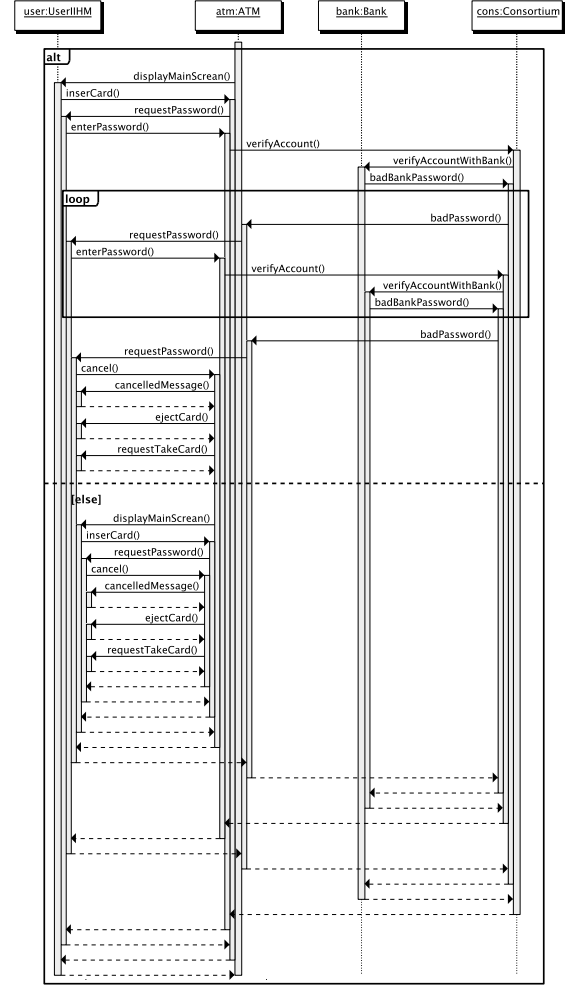 user:UserIIHM atm:ATM bank:Bank cons:Consortium
alt
displayMainScrean()
inserCard()
requestPassword()
enterPassword()
verifyAccount()
verifyAccountWithBank()
badBankPassword()
loop
badPassword()
requestPassword()
enterPassword()
verifyAccount()
verifyAccountWithBank()
badBankPassword()
badPassword()
requestPassword()
cancel()
cancelledMessage()
ejectCard()
requestTakeCard()
[else]
displayMainScrean()
inserCard()
requestPassword()
cancel()
cancelledMessage()
ejectCard()
requestTakeCard()